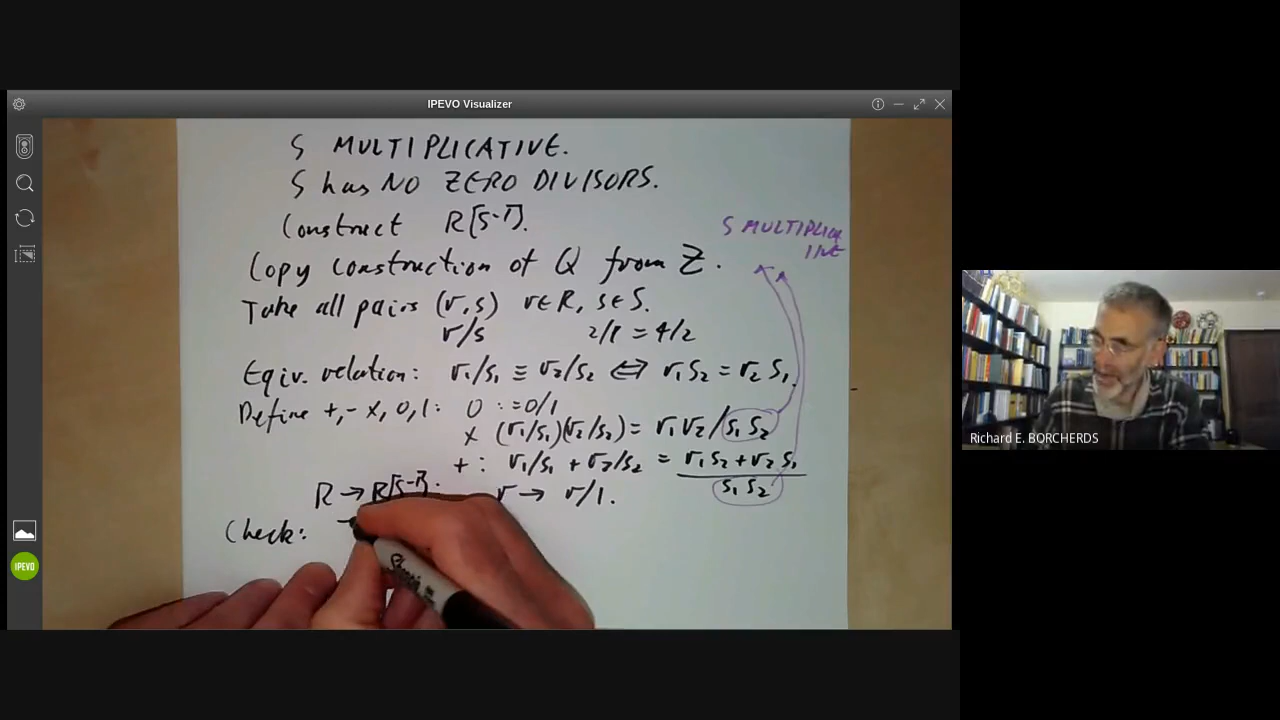 IPEVO Visualizer
S MULTIPLICATIVE.
S has NO ZERO DIVISORS.
Construct R[S⁻¹].
S MULTIPLICA
TIVE
Copy construction of Q from Z.
Take all pairs (r,s) r∈R, s∈S.
r/s 2/1 = 4/2
Equiv. relation: r₁/s₁ ≡ r₂/s₂ ⇔ r₁s₂ = r₂s₁.
Define +,- ×, 0, 1: 0 := 0/1
× (r₁/s₁)(r₂/s₂) = r₁r₂/s₁s₂
+: r₁/s₁ + r₂/s₂ = (r₁s₂ + r₂s₁)/(s₁s₂)
R → R[S⁻¹]. r → r/1.
Check:
IPEVO
Richard E. BORCHERDS